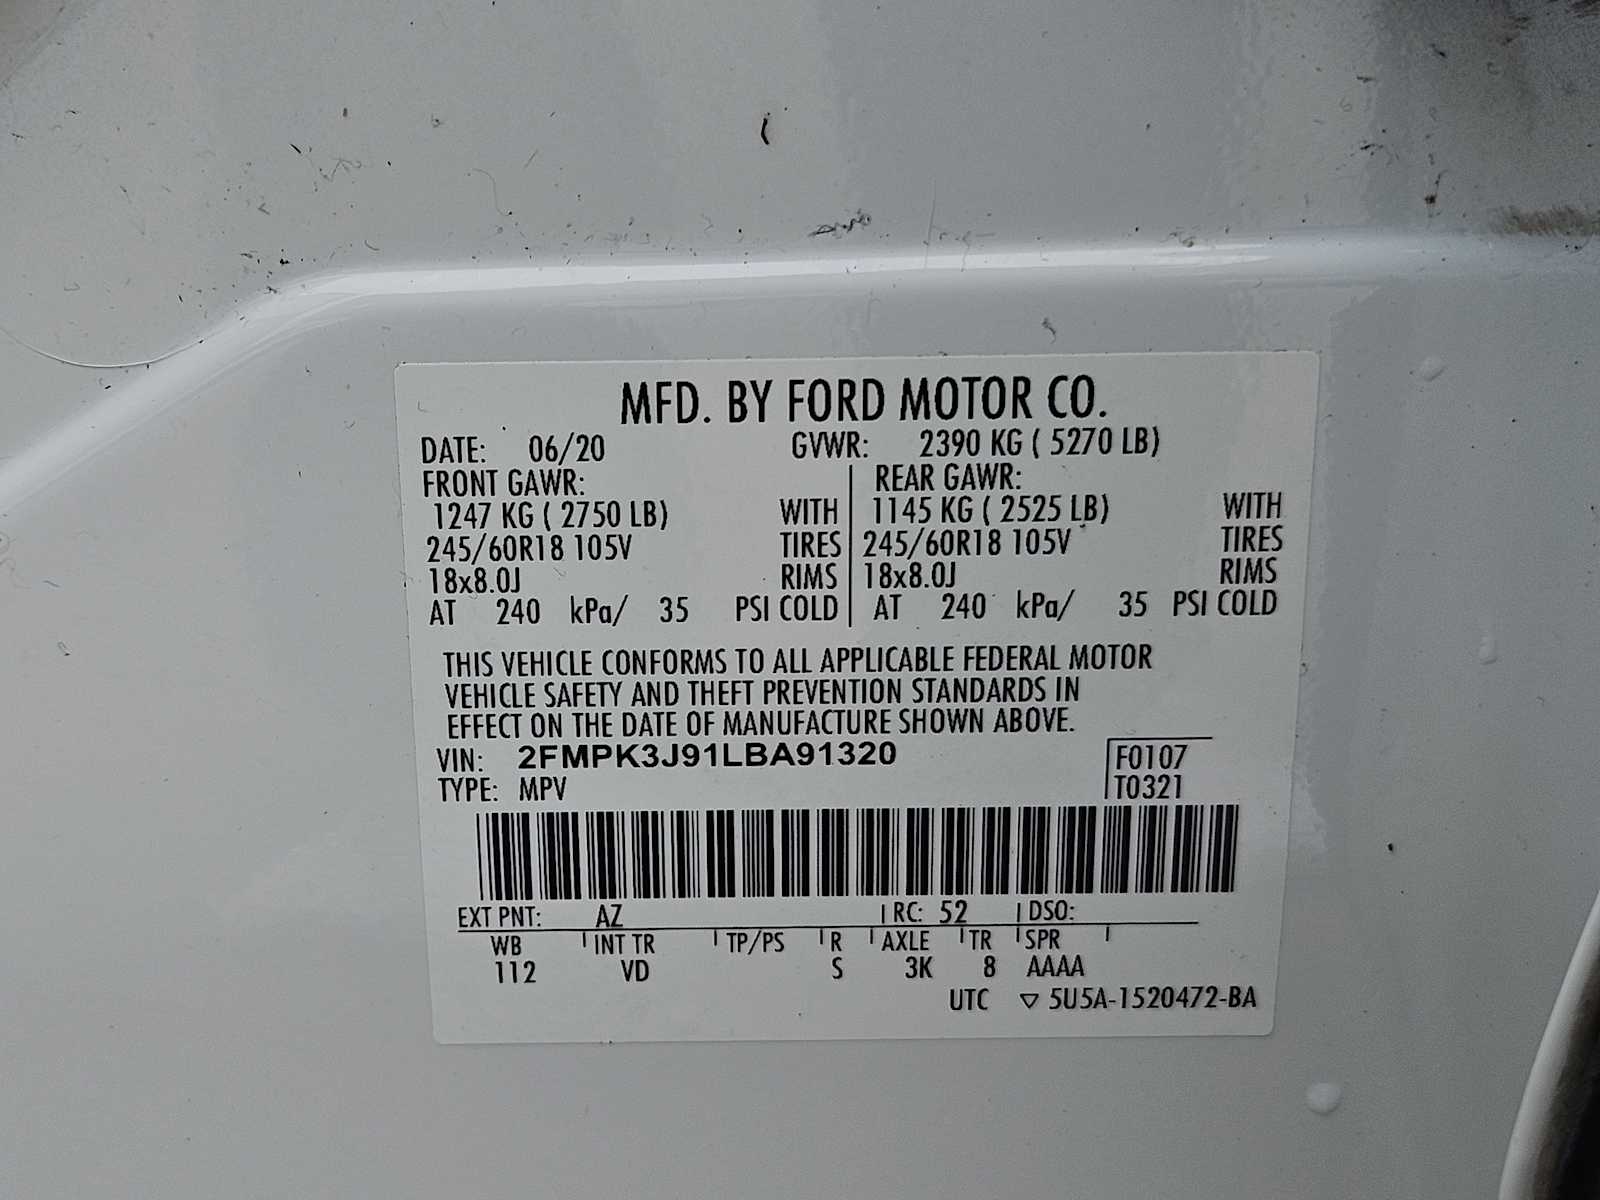 MFD. BY FORD MOTOR CO.
DATE: 06/20 GVWR: 2390 KG ( 5270 LB)
FRONT GAWR: REAR GAWR:
1247 KG ( 2750 LB) WITH 1145 KG ( 2525 LB) WITH
245/60R18 105V TIRES 245/60R18 105V TIRES
18x8.0J RIMS 18x8.0J RIMS
AT 240 kPa/ 35 PSI COLD AT 240 kPa/ 35 PSI COLD
THIS VEHICLE CONFORMS TO ALL APPLICABLE FEDERAL MOTOR
VEHICLE SAFETY AND THEFT PREVENTION STANDARDS IN
EFFECT ON THE DATE OF MANUFACTURE SHOWN ABOVE.
VIN: 2FMPK3J91LBA91320 F0107
TYPE: MPV T0321
EXT PNT: AZ RC: 52 DSO:
WB INT TR TP/PS R AXLE TR SPR
112 VD S 3K 8 AAAA
UTC ▽ 5U5A-1520472-BA